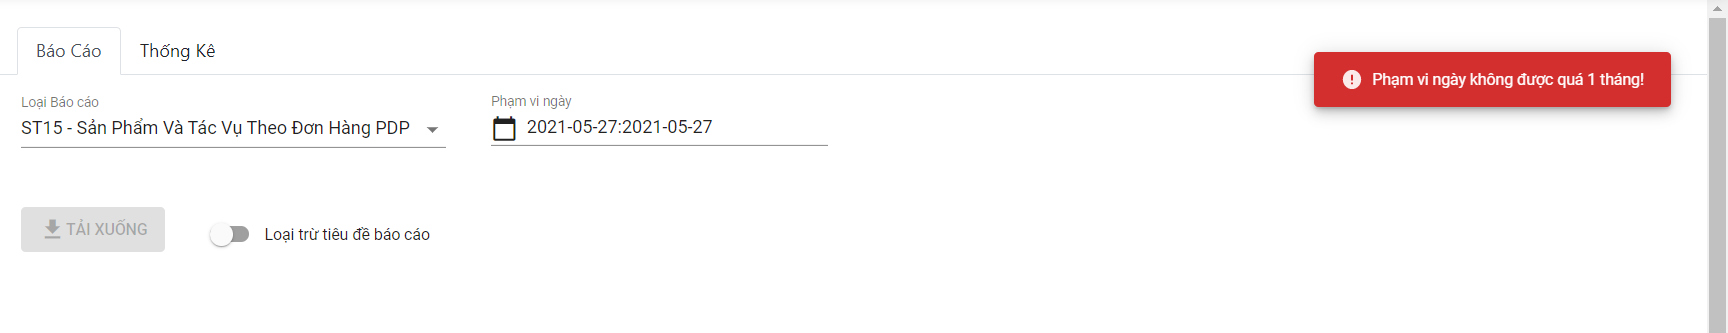 Báo Cáo
Thống Kê
Phạm vi ngày không được quá 1 tháng!
Loại Báo cáo
ST15 - Sản Phẩm Và Tác Vụ Theo Đơn Hàng PDP
Phạm vi ngày
2021-05-27:2021-05-27
TẢI XUỐNG
Loại trừ tiêu đề báo cáo